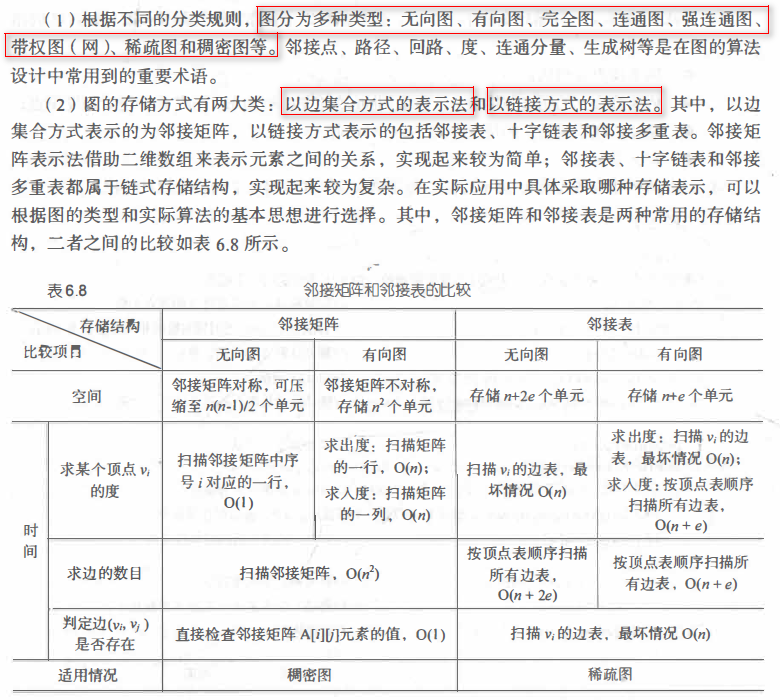 （1）根据不同的分类规则，图分为多种类型：无向图、有向图、完全图、连通图、强连通图、
带权图（网）、稀疏图和稠密图等。邻接点、路径、回路、度、连通分量、生成树等是在图的算法
设计中常用到的重要术语。
（2）图的存储方式有两大类：以边集合方式的表示法和以链接方式的表示法。其中，以边
集合方式表示的为邻接矩阵，以链接方式表示的包括邻接表、十字链表和邻接多重表。邻接矩
阵表示法借助二维数组来表示元素之间的关系，实现起来较为简单；邻接表、十字链表和邻接
多重表都属于链式存储结构，实现起来较为复杂。在实际应用中具体采取哪种存储表示，可以
根据图的类型和实际算法的基本思想进行选择。其中，邻接矩阵和邻接表是两种常用的存储结
构，二者之间的比较如表 6.8 所示。
表 6.8 邻接矩阵和邻接表的比较
存储结构 邻接矩阵 邻接表
比较项目 无向图 有向图 无向图 有向图
空间
邻接矩阵对称，可压
缩至 n(n-1)/2 个单元
邻接矩阵不对称，
存储 n² 个单元
存储 n+2e 个单元
存储 n+e 个单元
时
间
求某个顶点 vi
的度
扫描邻接矩阵中序
号 i 对应的一行，
O(1)
求出度：扫描矩阵
的一行，O(n)；
求入度：扫描矩阵
的一列，O(n)
扫描 vi 的边表，最
坏情况 O(n)
求出度：扫描 vi 的边
表，最坏情况 O(n)；
求入度：按顶点表顺序
扫描所有边表，
O(n + e)
求边的数目
扫描邻接矩阵，O(n²)
按顶点表顺序扫描
所有边表，
O(n + 2e)
按顶点表顺序扫描所
有边表，O(n + e)
判定边(vi, vj )
是否存在
直接检查邻接矩阵 A[i][j]元素的值，O(1)
扫描 vi 的边表，最坏情况 O(n)
适用情况 稠密图 稀疏图